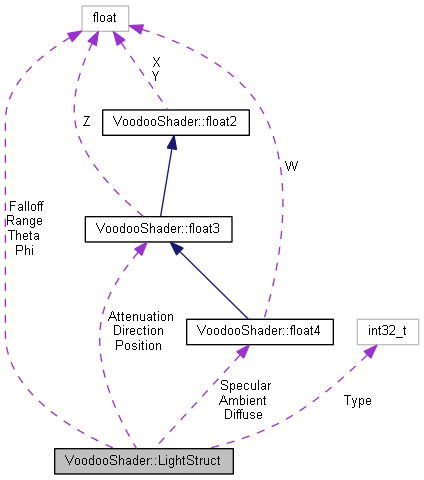 float
X
Y
VoodooShader::float2
Z
W
Falloff
Range
Theta
Phi
VoodooShader::float3
Attenuation
Direction
Position
VoodooShader::float4
int32_t
Specular
Ambient
Diffuse
Type
VoodooShader::LightStruct